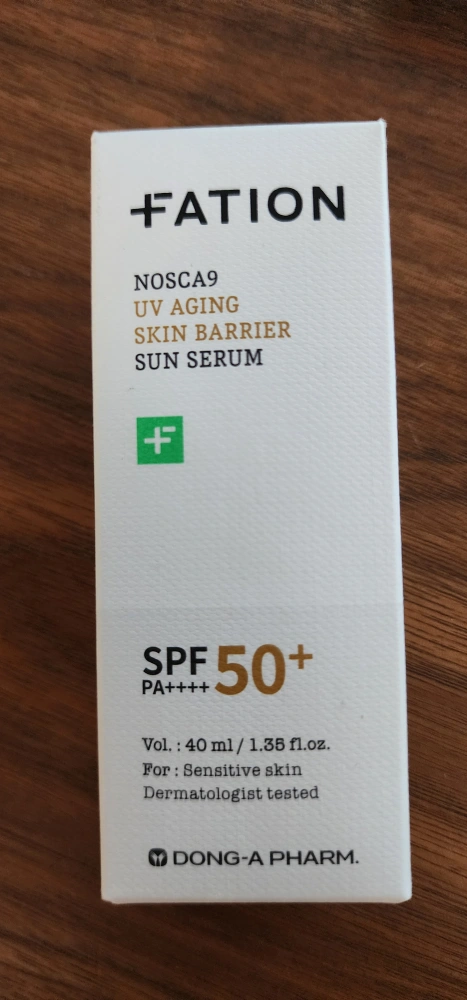 FATION
NOSCA9
UV AGING
SKIN BARRIER
SUN SERUM
SPF 50+
PA++++
Vol. : 40 ml / 1.35 fl.oz.
For : Sensitive skin
Dermatologist tested
DONG-A PHARM.